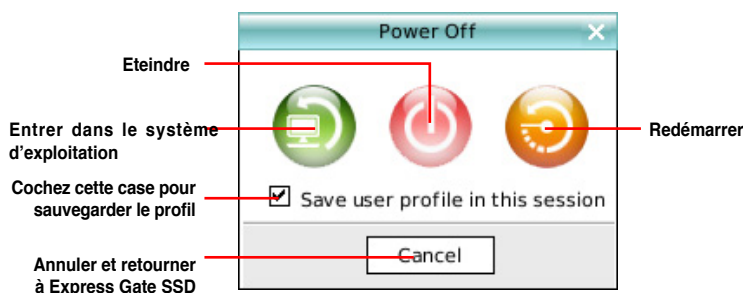 Power Off
Eteindre
Entrer dans le système
d'exploitation
Redémarrer
Cochez cette case pour
sauvegarder le profil
Save user profile in this session
Cancel
Annuler et retourner
à Express Gate SSD